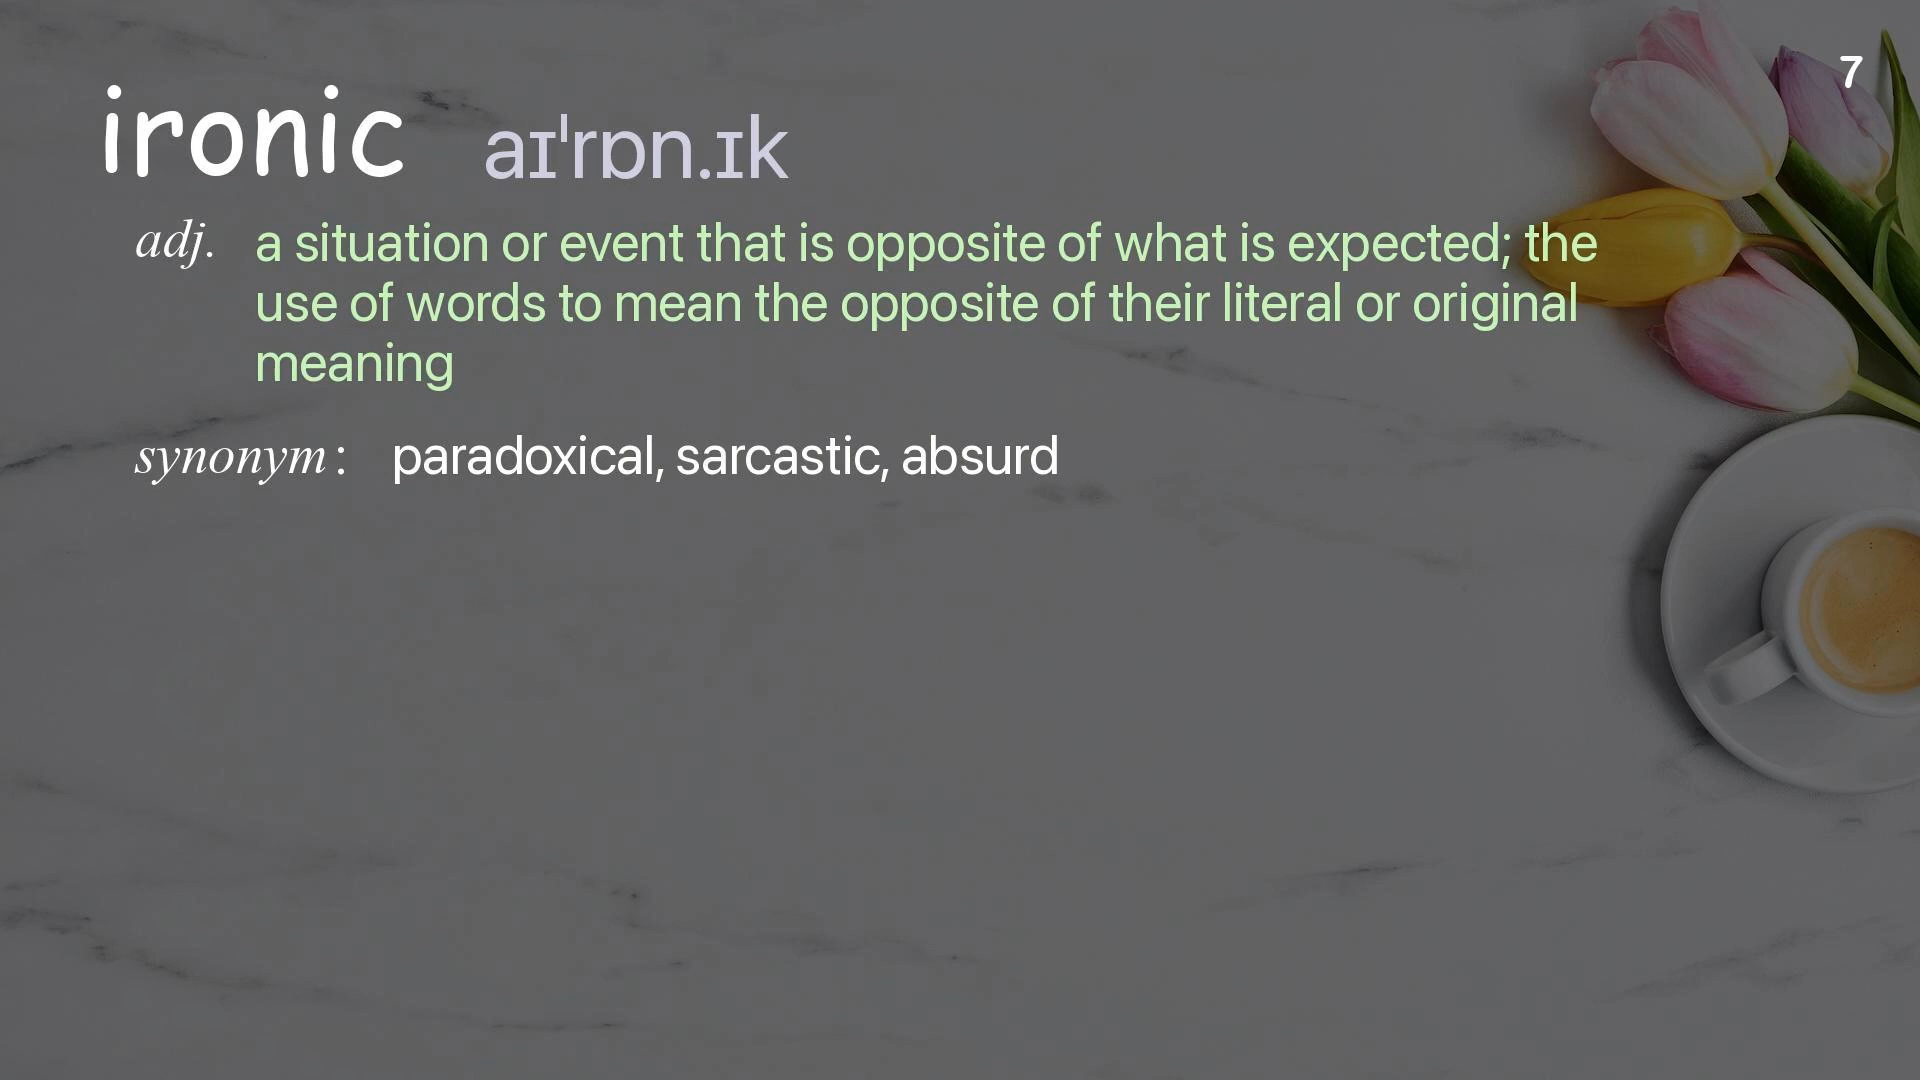 7
ironic aɪˈrɒn.ɪk
adj. a situation or event that is opposite of what is expected; the
use of words to mean the opposite of their literal or original
meaning
synonym : paradoxical, sarcastic, absurd